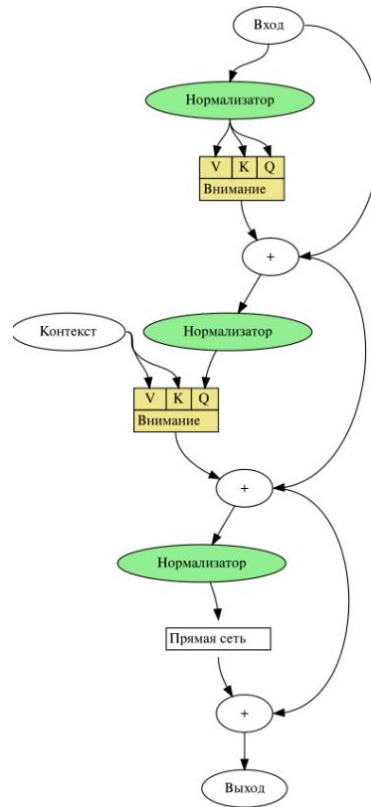 Вход
Нормализатор
V K Q
Внимание
+
Контекст
Нормализатор
V K Q
Внимание
+
Нормализатор
Прямая сеть
+
Выход